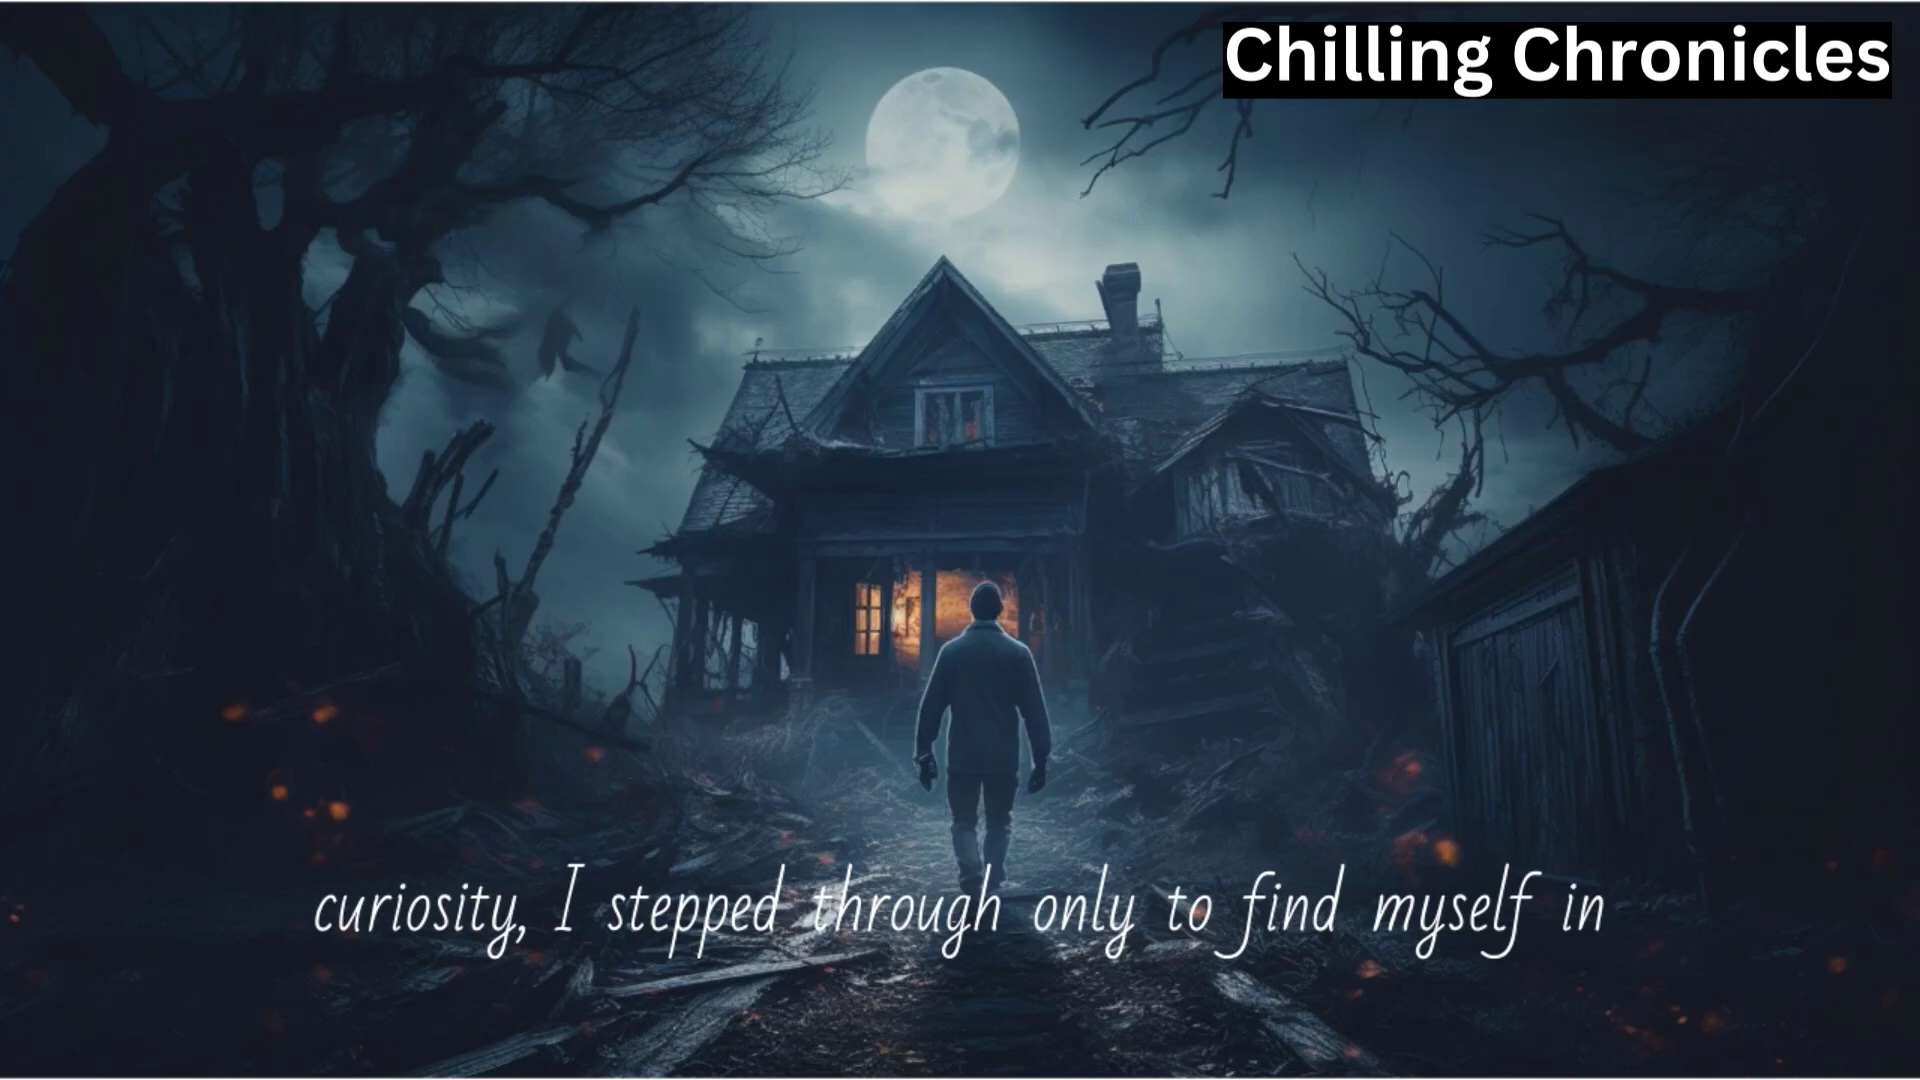 Chilling Chronicles
curiosity, I stepped through only to find myself in